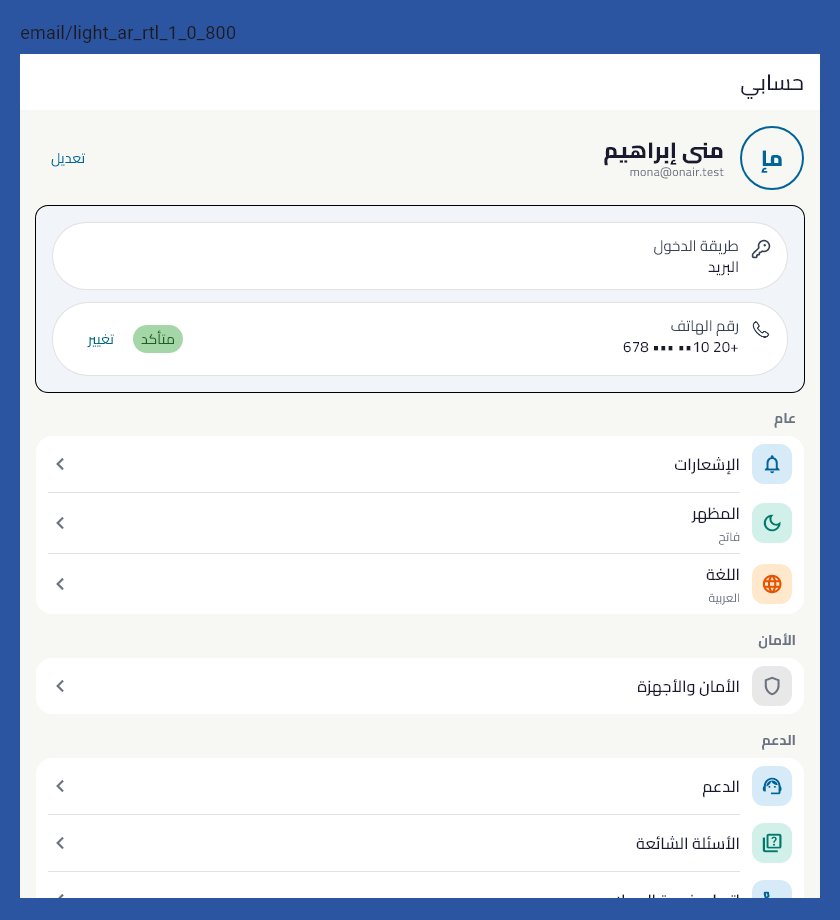 email/light_ar_rtl_1_0_800
حسابي
مإ
منى إبراهيم
mona@onair.test
تعديل
طريقة الدخول
البريد
رقم الهاتف
+20 10•• ••• 678
متأكد
تغيير
عام
الإشعارات
المظهر
فاتح
اللغة
العربية
الأمان
الأمان والأجهزة
الدعم
الدعم
الأسئلة الشائعة